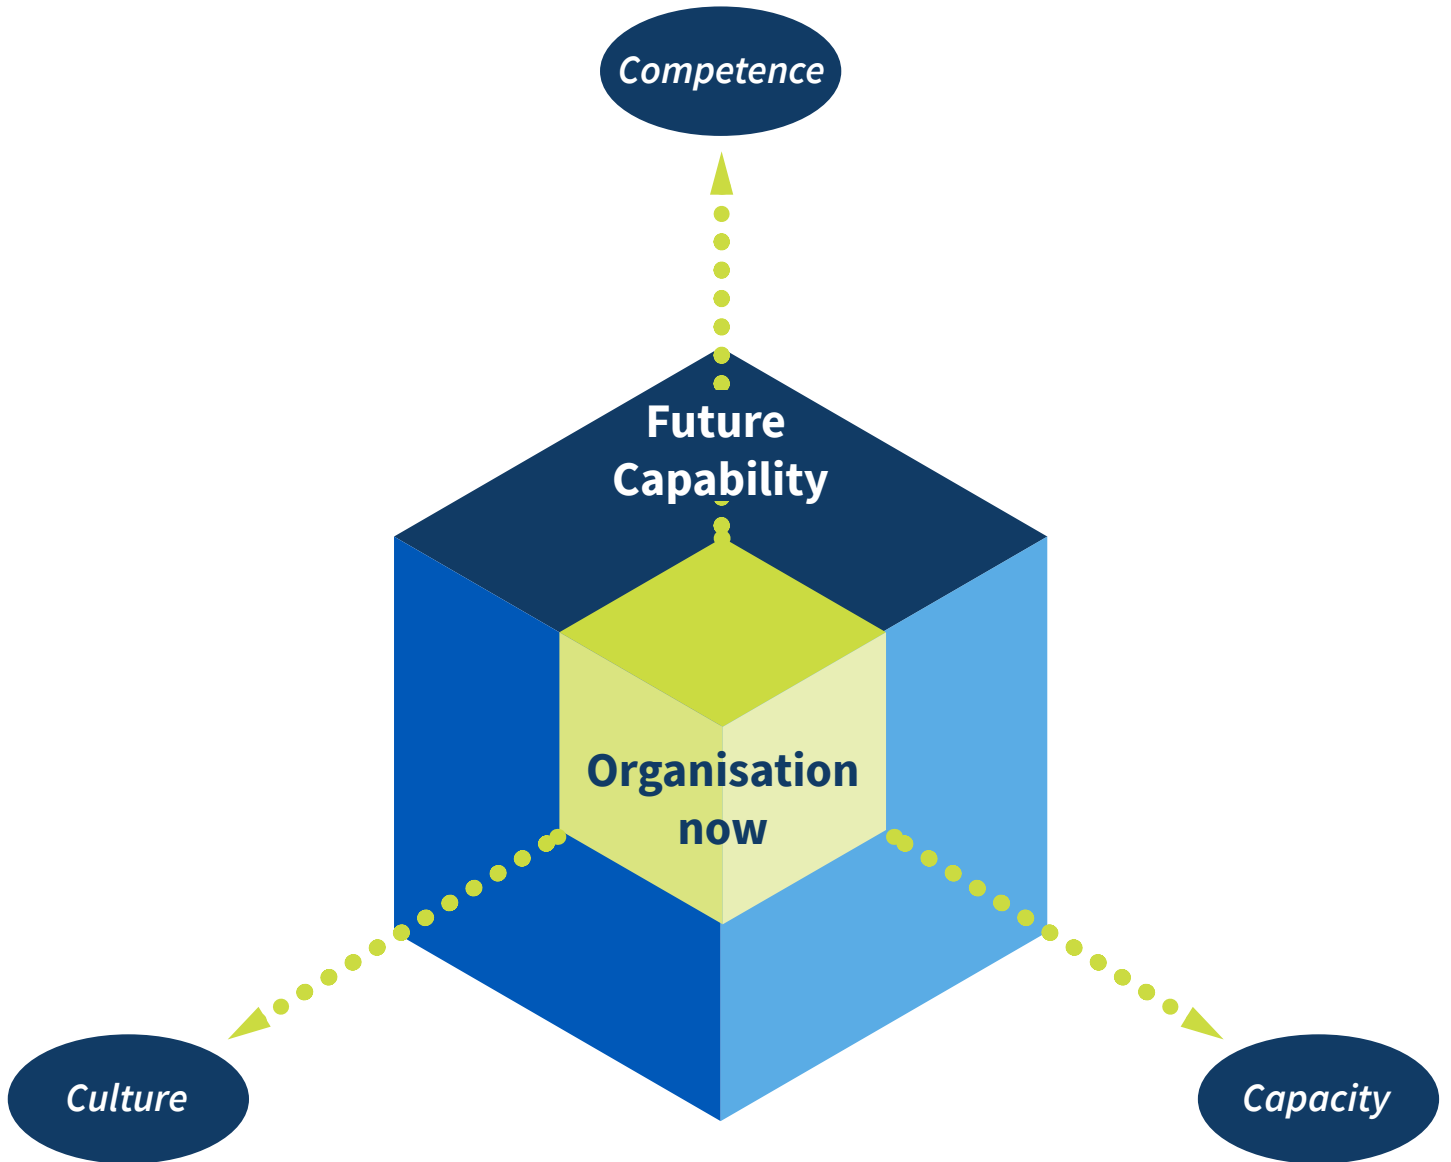 Competence
Future
Capability
Organisation
now
Culture
Capacity